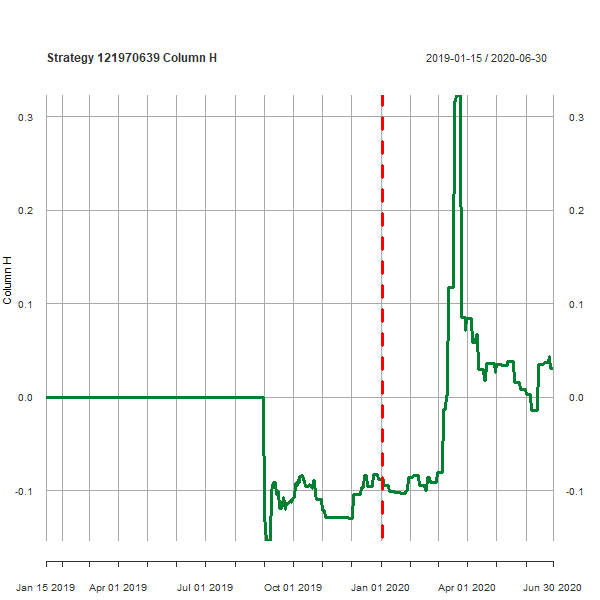 Strategy 121970639 Column H
2019-01-15 / 2020-06-30
0.3
0.3
0.2
0.2
0.1
0.1
Column H
0.0
0.0
-0.1
-0.1
Jan 15 2019
Apr 01 2019
Jul 01 2019
Oct 01 2019
Jan 01 2020
Apr 01 2020
Jun 30 2020